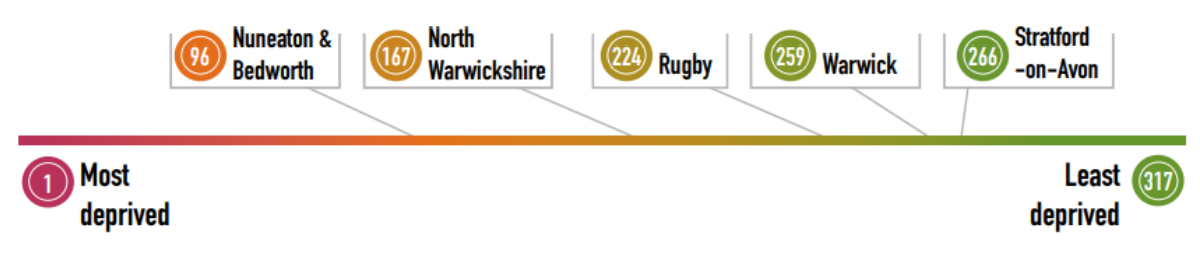 96 Nuneaton &
Bedworth
167 North
Warwickshire
224 Rugby
259 Warwick
266 Stratford
-on-Avon
1 Most
deprived
Least
deprived 317